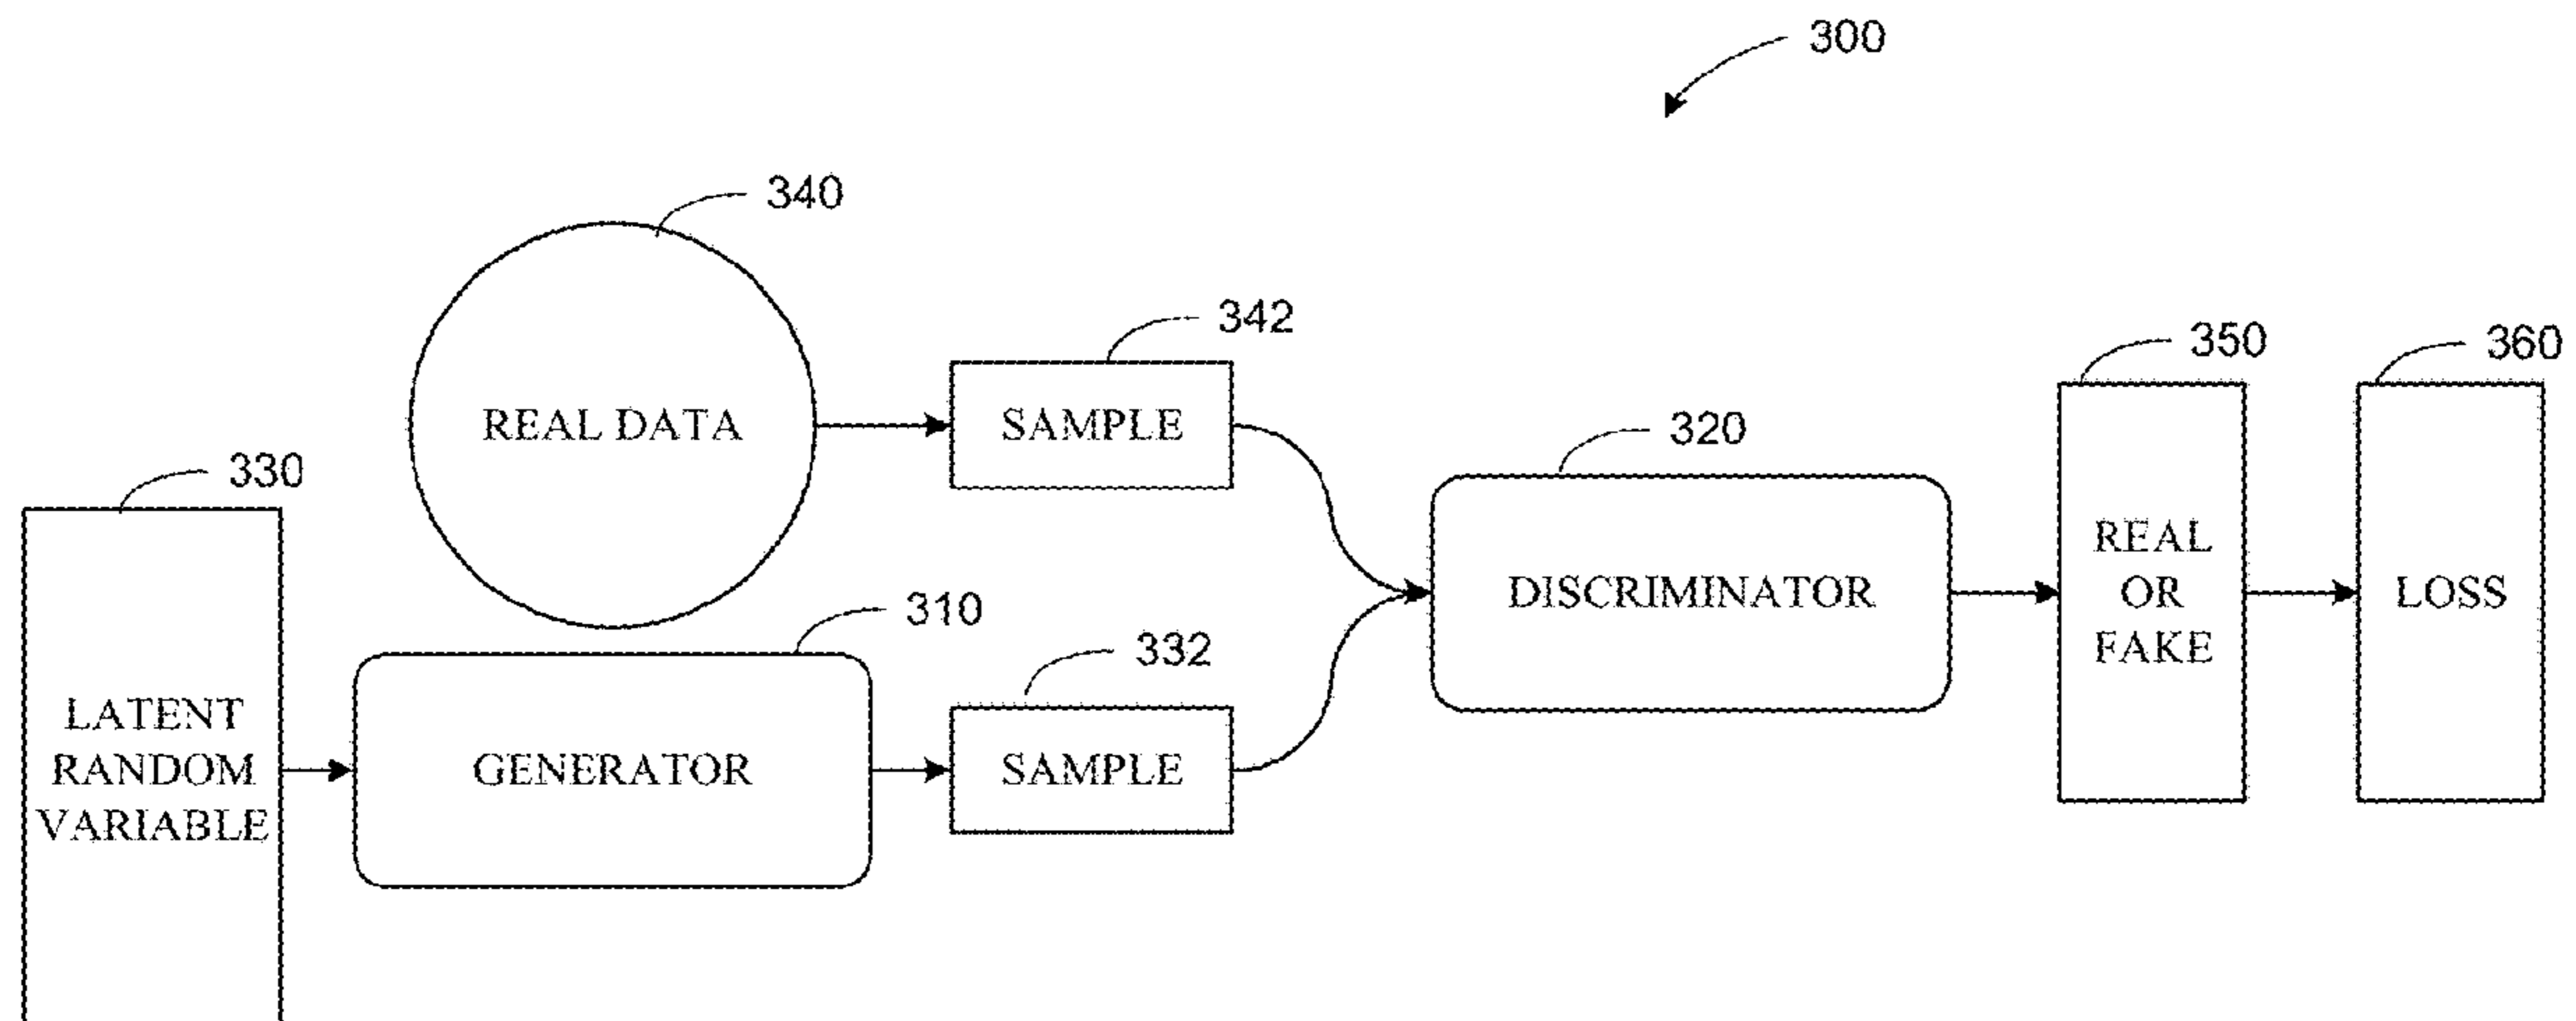 300
340
REAL DATA
342
SAMPLE
330
LATENT
RANDOM
VARIABLE
310
GENERATOR
332
SAMPLE
320
DISCRIMINATOR
350
REAL
OR
FAKE
360
LOSS